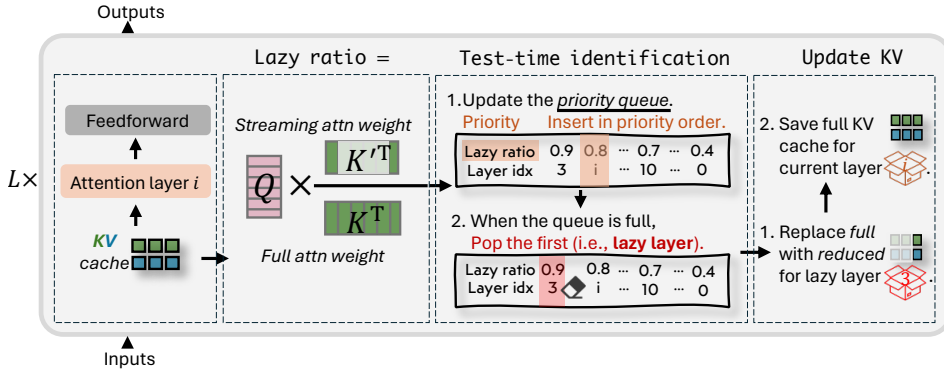 Outputs
Lazy ratio =
Test-time identification
Update KV
L×
Feedforward
Attention layer i
KV
cache
Streaming attn weight
Q
×
K'ᵀ
Kᵀ
Full attn weight
1.Update the priority queue.
Priority Insert in priority order.
Lazy ratio 0.9 0.8 ··· 0.7 ··· 0.4
Layer idx 3 i ··· 10 ··· 0
2. When the queue is full,
Pop the first (i.e., lazy layer).
Lazy ratio 0.9 0.8 ··· 0.7 ··· 0.4
Layer idx 3 i ··· 10 ··· 0
2. Save full KV
cache for
current layer i.
1. Replace full
with reduced
for lazy layer 3.
Inputs